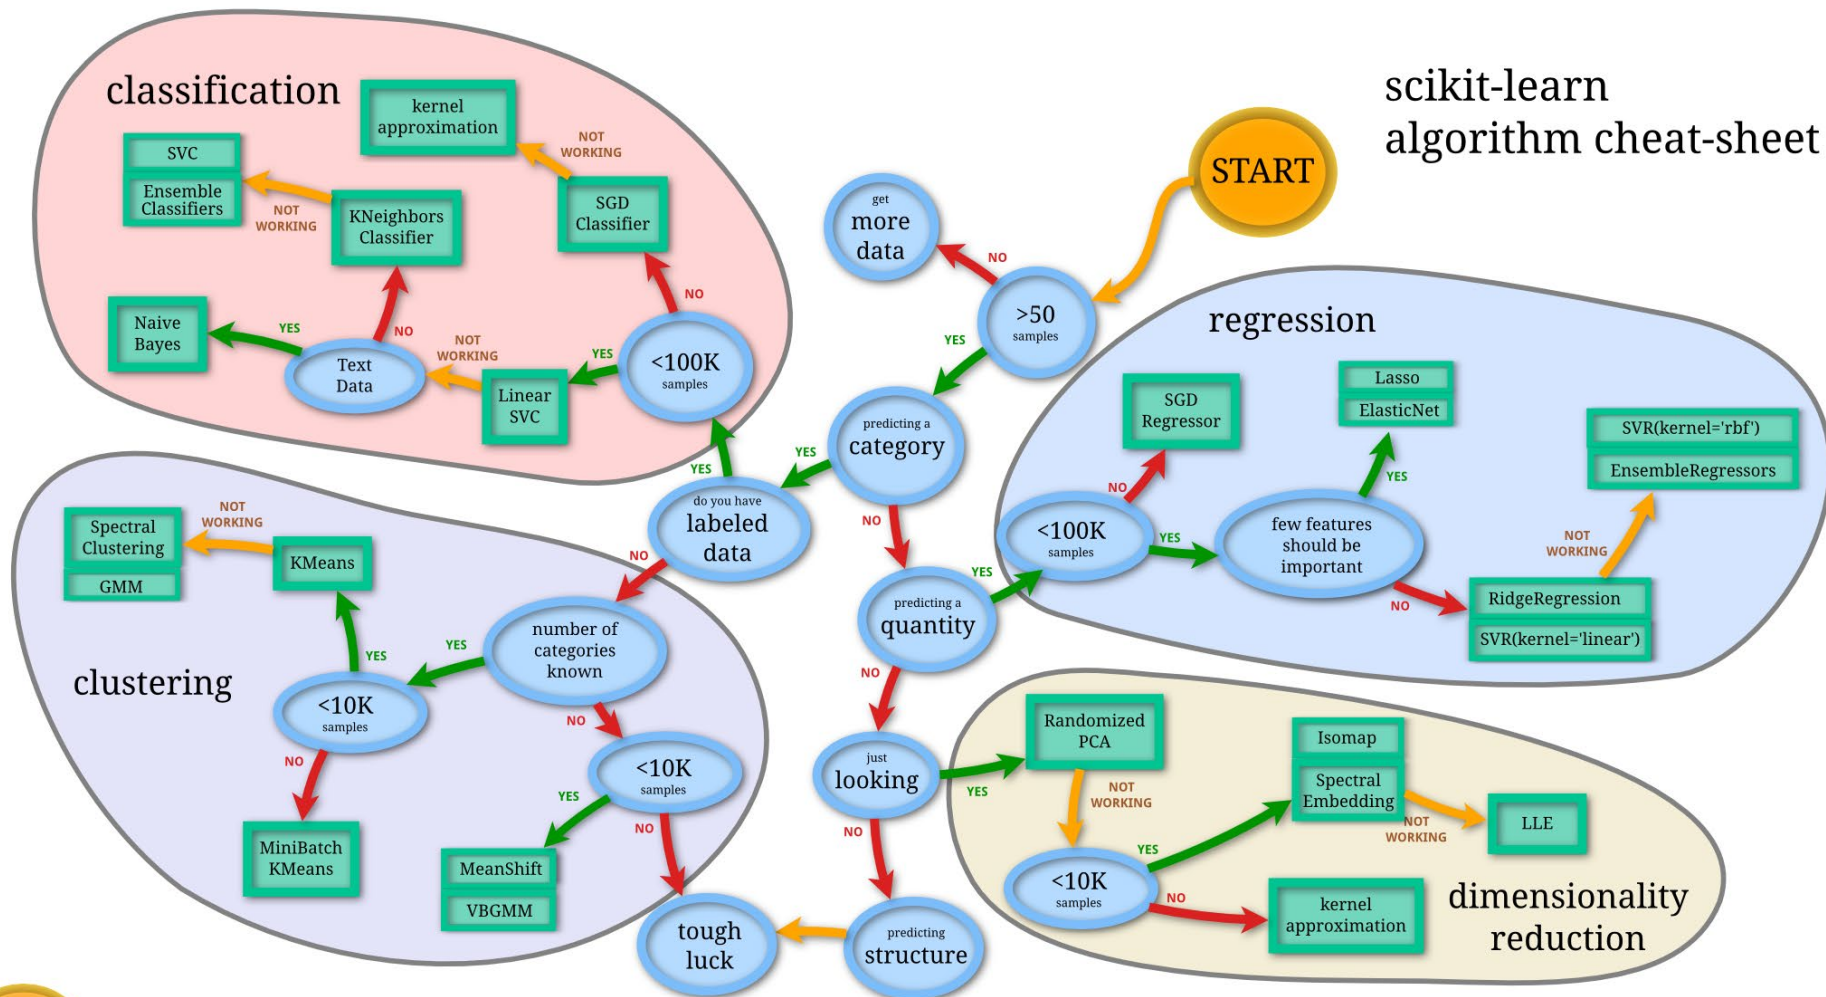 scikit-learn
algorithm cheat-sheet
START
get
more
data
NO
>50
samples
YES
predicting a
category
YES
NO
do you have
labeled
data
YES
NO
predicting a
quantity
YES
NO
just
looking
YES
NO
predicting
structure
tough
luck
classification
kernel
approximation
NOT
WORKING
SGD
Classifier
NO
<100K
samples
YES
Linear
SVC
NOT
WORKING
Text
Data
YES
Naive
Bayes
NO
KNeighbors
Classifier
NOT
WORKING
SVC
Ensemble
Classifiers
clustering
number of
categories
known
YES
NO
<10K
samples
YES
KMeans
NOT
WORKING
Spectral
Clustering
GMM
NO
MiniBatch
KMeans
<10K
samples
YES
MeanShift
VBGMM
NO
regression
<100K
samples
NO
SGD
Regressor
YES
few features
should be
important
YES
Lasso
ElasticNet
NO
RidgeRegression
SVR(kernel='linear')
NOT
WORKING
SVR(kernel='rbf')
EnsembleRegressors
dimensionality
reduction
Randomized
PCA
NOT
WORKING
<10K
samples
YES
Isomap
Spectral
Embedding
NOT
WORKING
LLE
NO
kernel
approximation